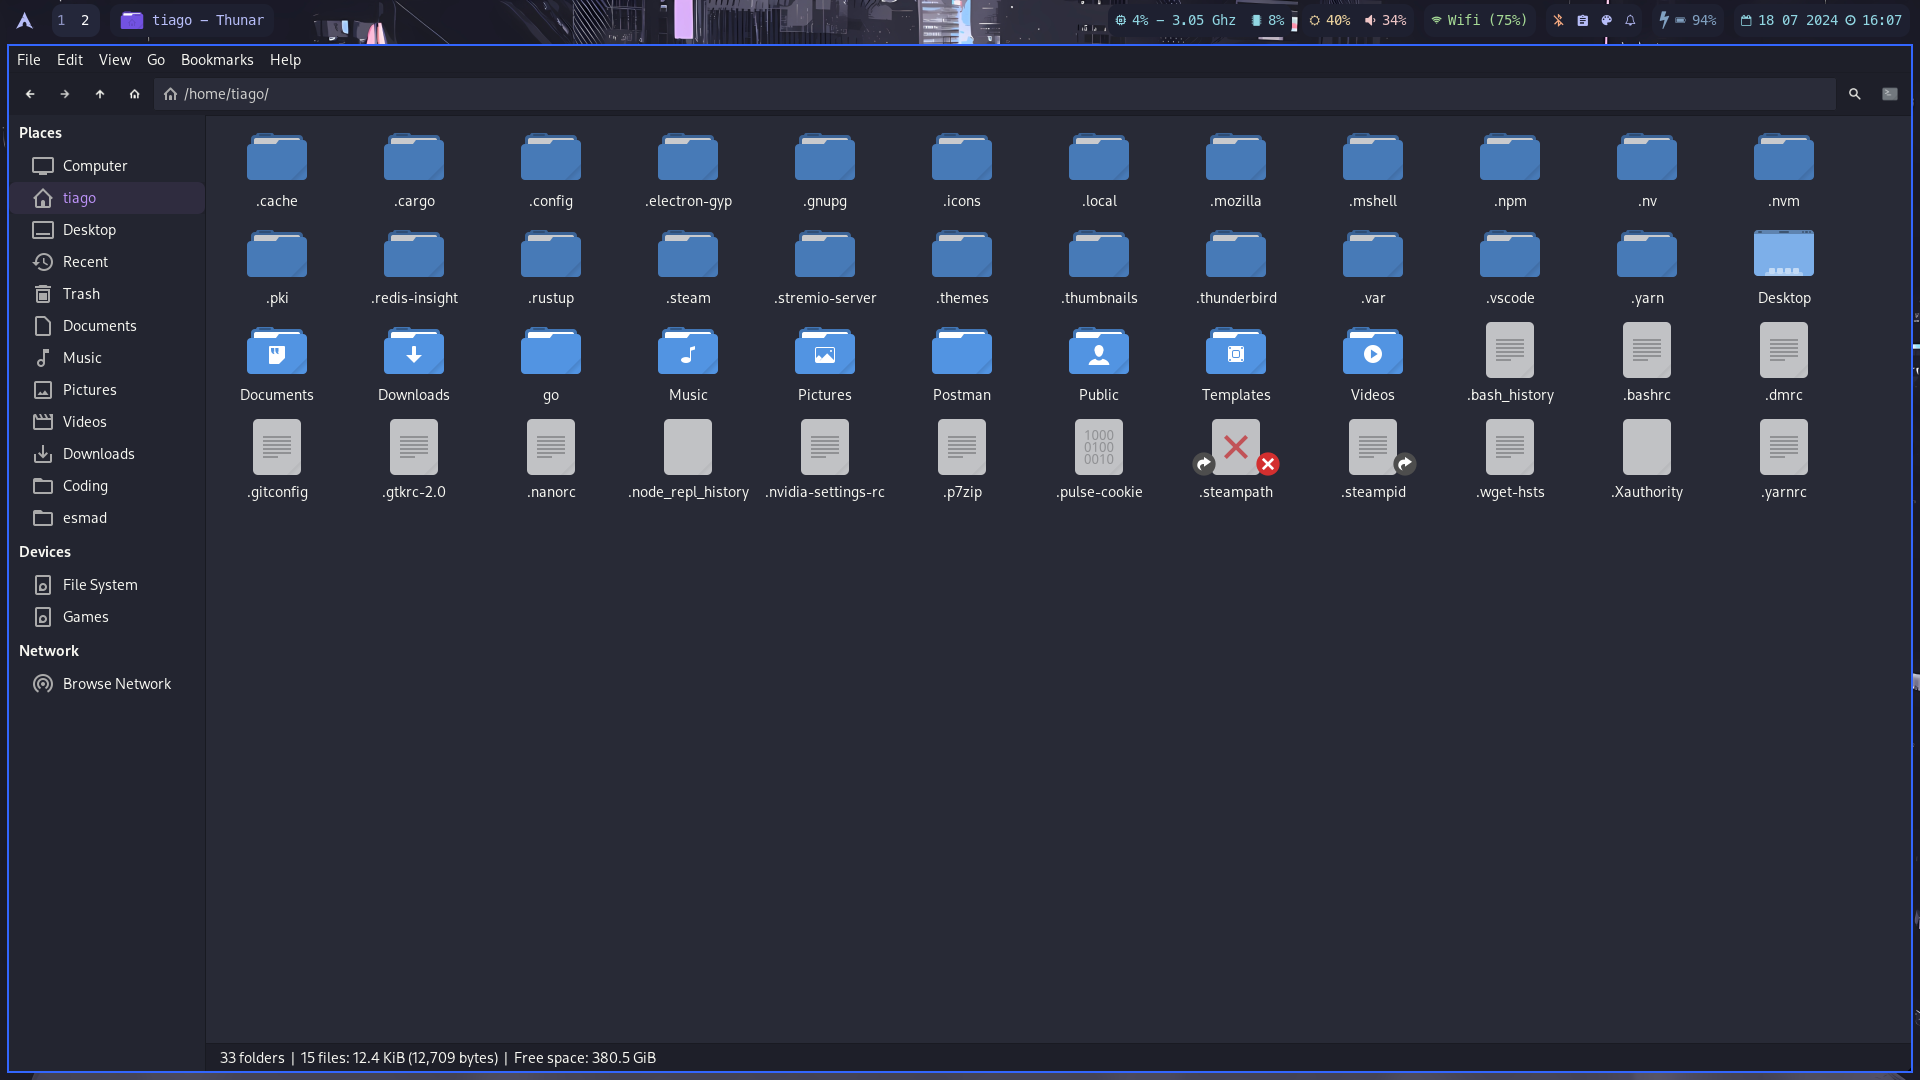 1 2 tiago – Thunar 4% – 3.05 Ghz 8% 40% 34% Wifi (75%) 94% 18 07 2024 16:07
File Edit View Go Bookmarks Help
/home/tiago/
Places
Computer
tiago
Desktop
Recent
Trash
Documents
Music
Pictures
Videos
Downloads
Coding
esmad
Devices
File System
Games
Network
Browse Network
.cache .cargo .config .electron-gyp .gnupg .icons .local .mozilla .mshell .npm .nv .nvm
.pki .redis-insight .rustup .steam .stremio-server .themes .thumbnails .thunderbird .var .vscode .yarn Desktop
Documents Downloads go Music Pictures Postman Public Templates Videos .bash_history .bashrc .dmrc
1000
0100
0010
.gitconfig .gtkrc-2.0 .nanorc .node_repl_history .nvidia-settings-rc .p7zip .pulse-cookie .steampath .steampid .wget-hsts .Xauthority .yarnrc
33 folders | 15 files: 12.4 KiB (12,709 bytes) | Free space: 380.5 GiB